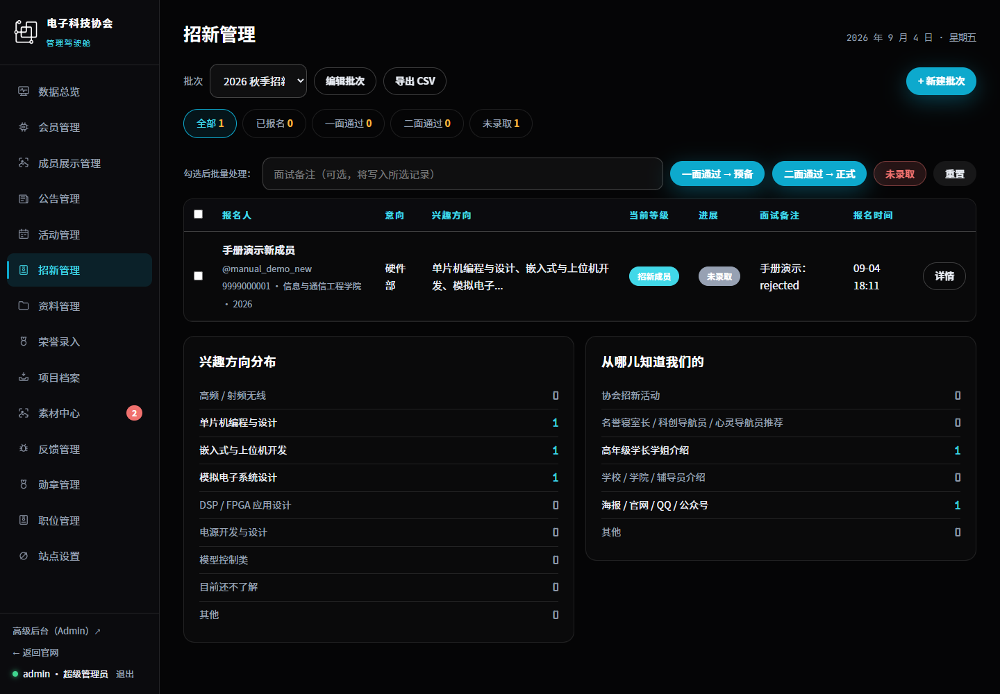 电子科技协会
管理驾驶舱
数据总览
会员管理
成员展示管理
公告管理
活动管理
招新管理
资料管理
荣誉录入
项目档案
素材中心 2
反馈管理
勋章管理
职位管理
站点设置
高级后台（Admin）↗
← 返回官网
admin · 超级管理员 退出
招新管理
2026 年 9 月 4 日 · 星期五
批次 2026 秋季招新 编辑批次 导出 CSV + 新建批次
全部 1 已报名 0 一面通过 0 二面通过 0 未录取 1
勾选后批量处理： 面试备注（可选，将写入所选记录） 一面通过 → 预备 二面通过 → 正式 未录取 重置
报名人 意向 兴趣方向 当前等级 进展 面试备注 报名时间
手册演示新成员
@manual_demo_new
9999000001 · 信息与通信工程学院
· 2026
硬件
部
单片机编程与设计、嵌入式与上位机开
发、模拟电子...
招新成员
未录取
手册演示：
rejected
09-04
18:11
详情
兴趣方向分布
高频 / 射频无线 0
单片机编程与设计 1
嵌入式与上位机开发 1
模拟电子系统设计 1
DSP / FPGA 应用设计 0
电源开发与设计 0
模型控制类 0
目前还不了解 0
其他 0
从哪儿知道我们的
协会招新活动 0
名誉寝室长 / 科创导航员 / 心灵导航员推荐 0
高年级学长学姐介绍 1
学校 / 学院 / 辅导员介绍 0
海报 / 官网 / QQ / 公众号 1
其他 0